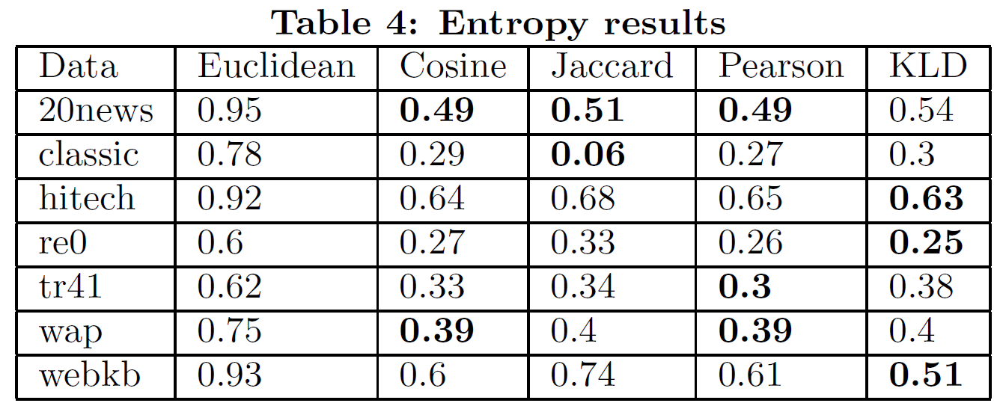 Table 4: Entropy results
Data Euclidean Cosine Jaccard Pearson KLD
20news 0.95 0.49 0.51 0.49 0.54
classic 0.78 0.29 0.06 0.27 0.3
hitech 0.92 0.64 0.68 0.65 0.63
re0 0.6 0.27 0.33 0.26 0.25
tr41 0.62 0.33 0.34 0.3 0.38
wap 0.75 0.39 0.4 0.39 0.4
webkb 0.93 0.6 0.74 0.61 0.51